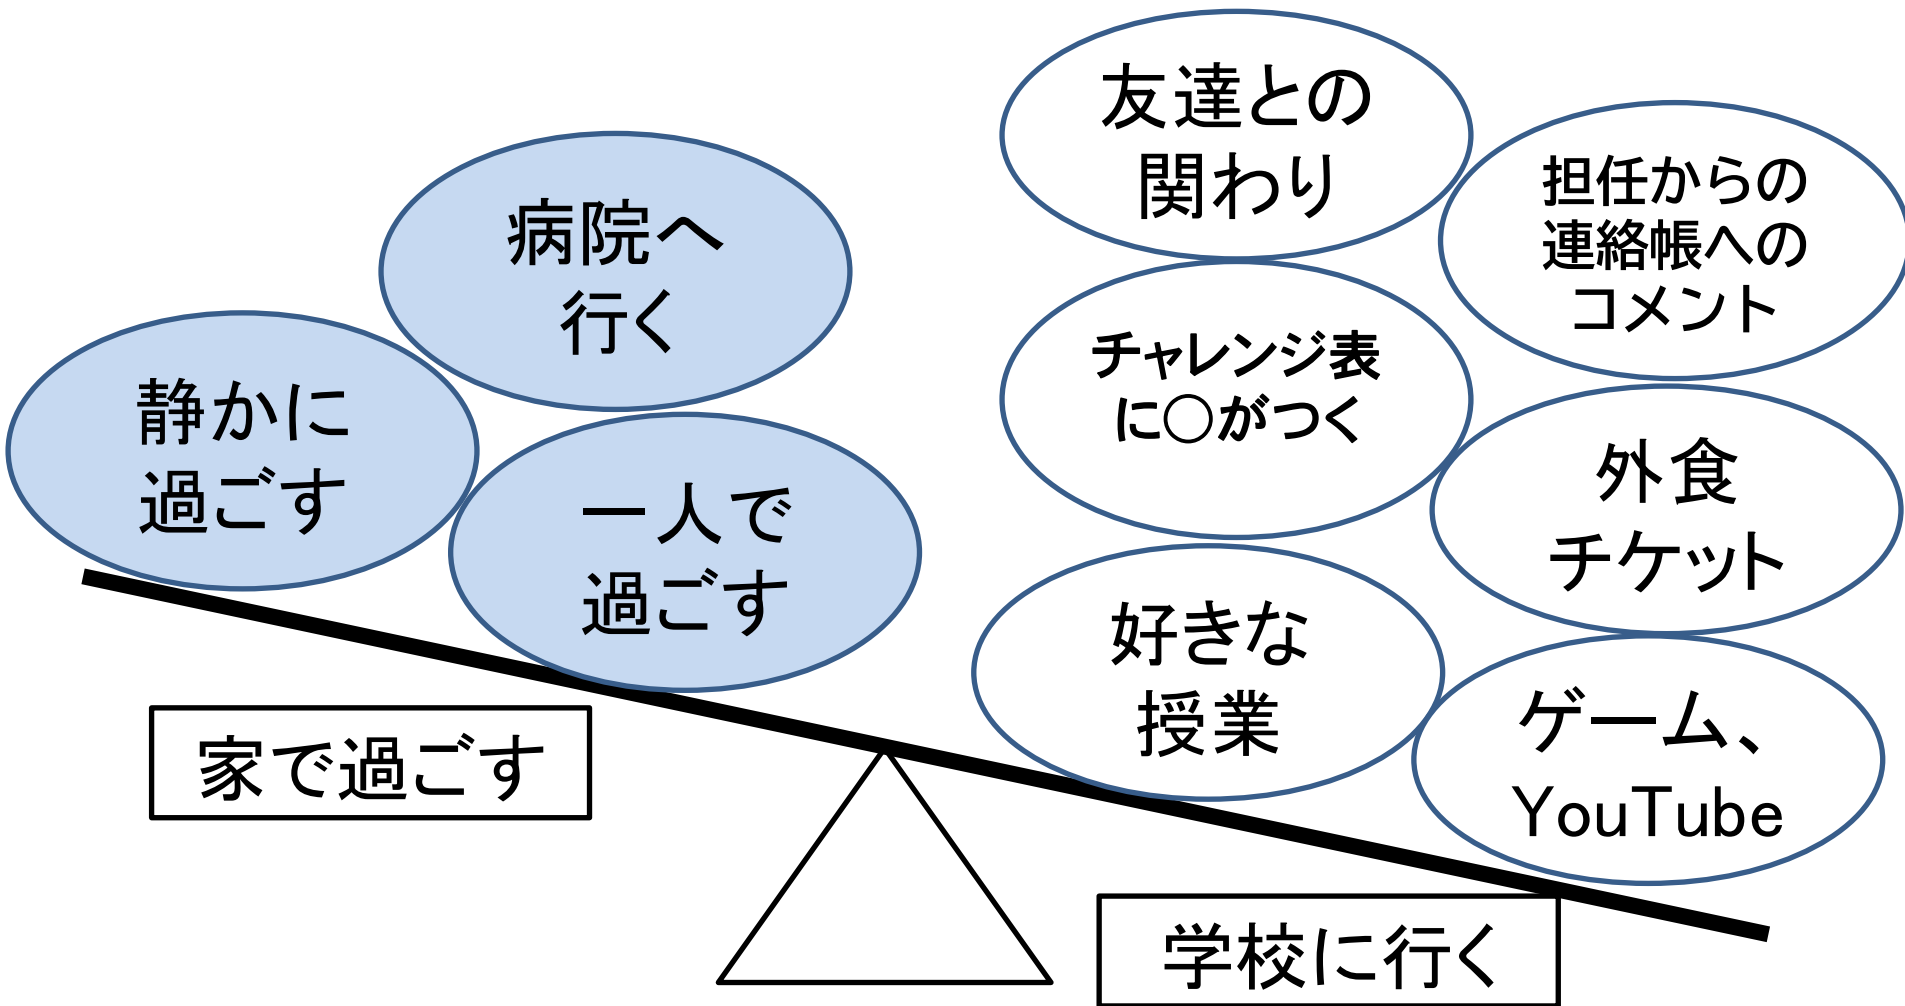 病院へ
行く
静かに
過ごす
一人で
過ごす
家で過ごす
友達との
関わり
担任からの
連絡帳への
コメント
チャレンジ表
に○がつく
外食
チケット
好きな
授業
ゲーム、
YouTube
学校に行く